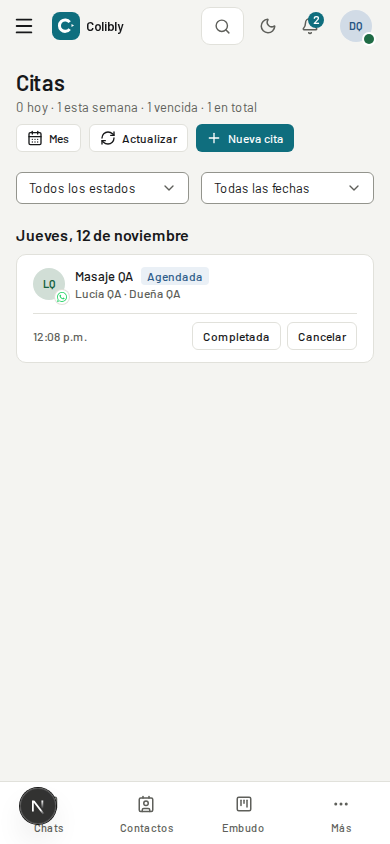 Colibly
2
DQ
Citas
0 hoy · 1 esta semana · 1 vencida · 1 en total
Mes
Actualizar
Nueva cita
Todos los estados
Todas las fechas
Jueves, 12 de noviembre
LQ
Masaje QA
Agendada
Lucía QA · Dueña QA
12:08 p.m.
Completada
Cancelar
N
Chats
Contactos
Embudo
Más